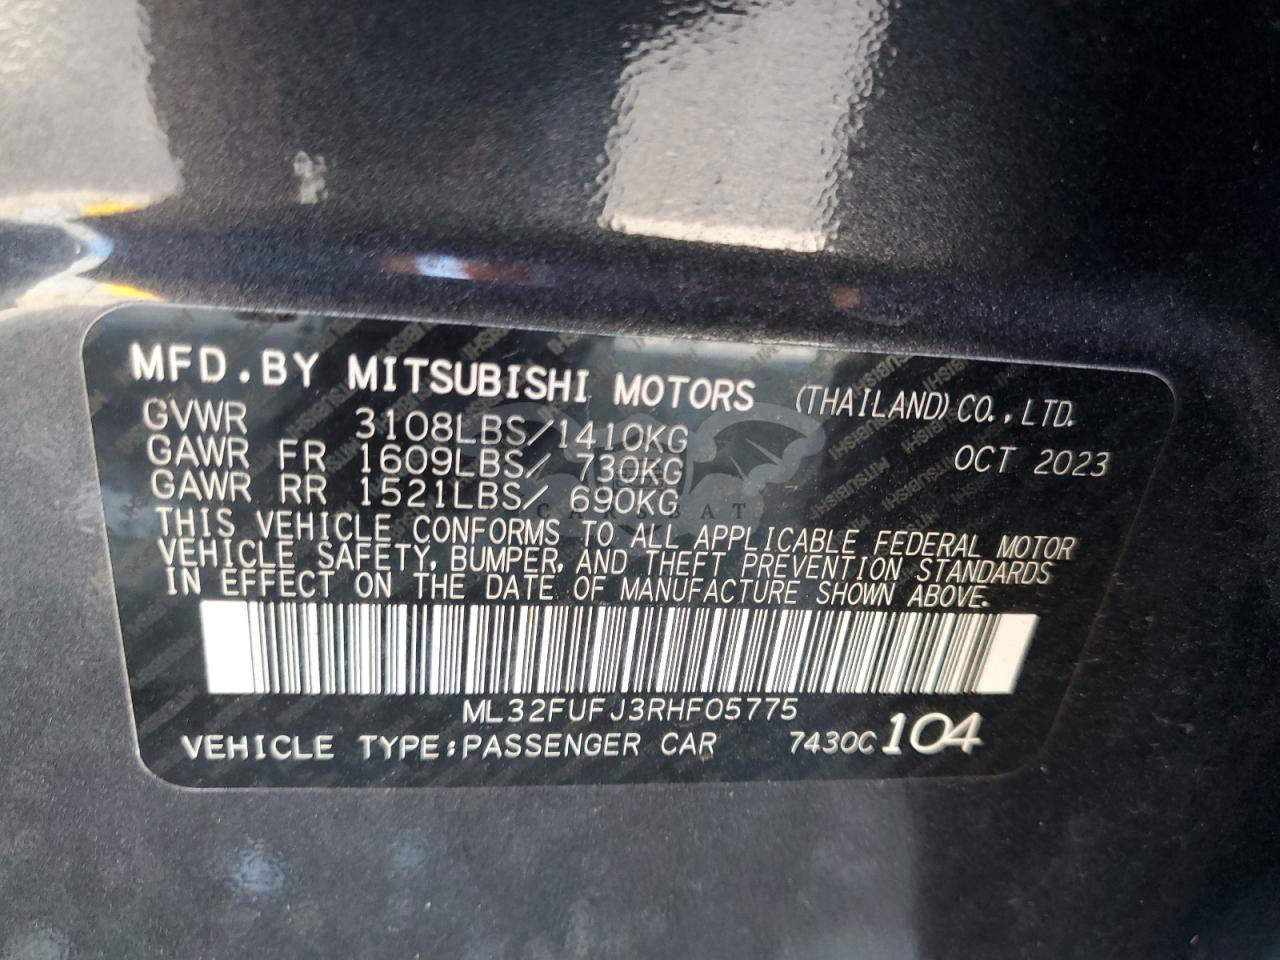 MFD.BY MITSUBISHI MOTORS (THAILAND) CO.,LTD.
GVWR 3108LBS/1410KG OCT 2023
GAWR FR 1609LBS/ 730KG
GAWR RR 1521LBS/ 690KG
CARSBAT
THIS VEHICLE CONFORMS TO ALL APPLICABLE FEDERAL MOTOR
VEHICLE SAFETY, BUMPER, AND THEFT PREVENTION STANDARDS
IN EFFECT ON THE DATE OF MANUFACTURE SHOWN ABOVE.
ML32FUFJ3RHF05775
VEHICLE TYPE:PASSENGER CAR 7430C 104